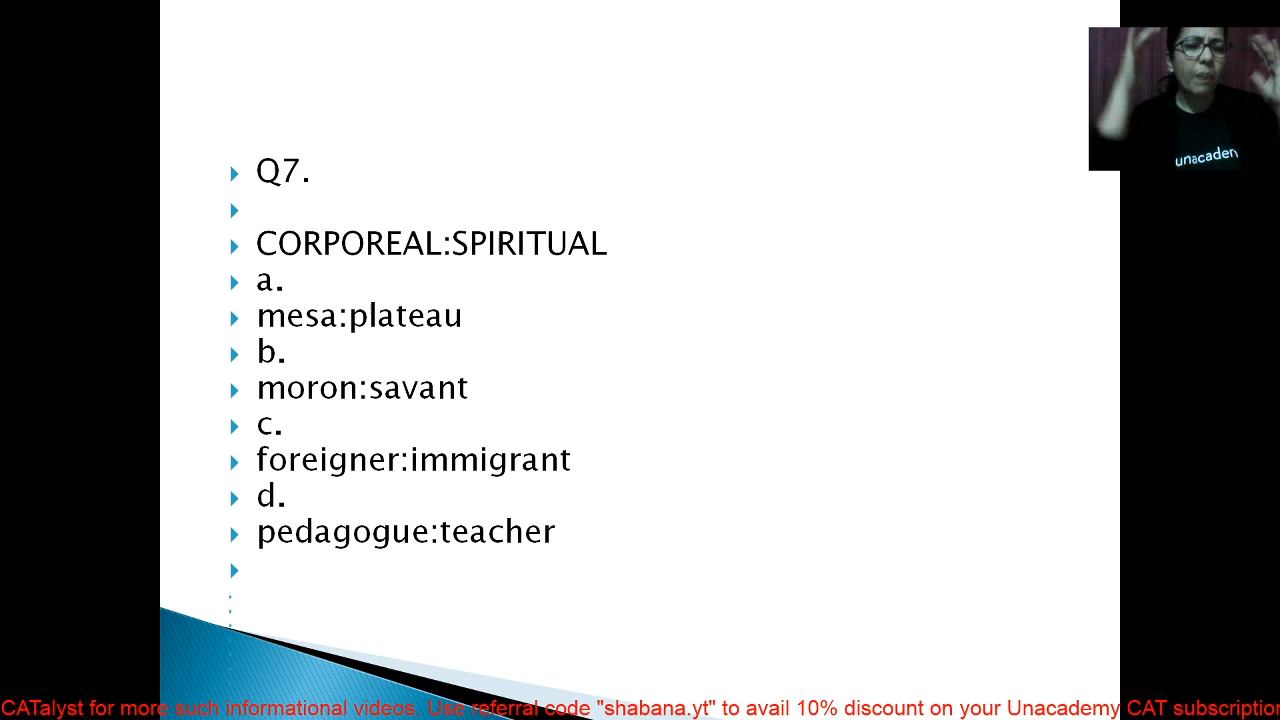 Q7.
CORPOREAL:SPIRITUAL
a.
mesa:plateau
b.
moron:savant
c.
foreigner:immigrant
d.
pedagogue:teacher
unacadem
CATalyst for more such informational videos. Use referral code "shabana.yt" to avail 10% discount on your Unacademy CAT subscription